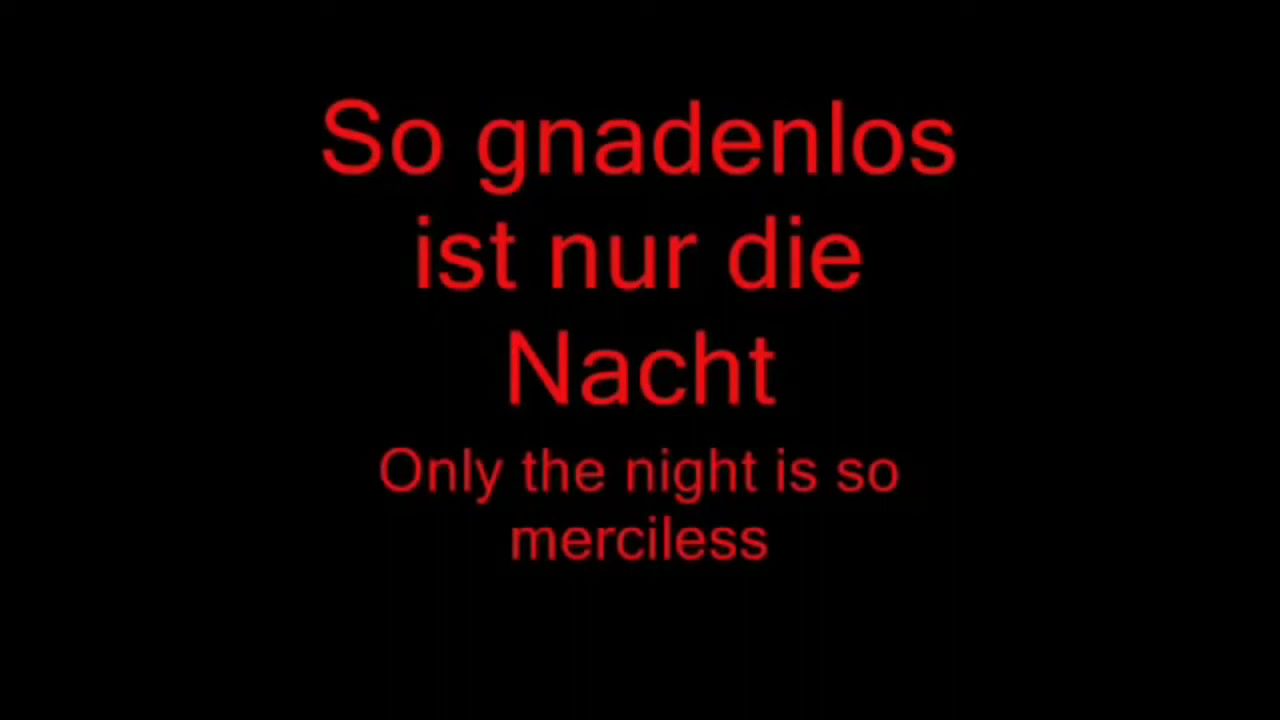 So gnadenlos
ist nur die
Nacht
Only the night is so
merciless